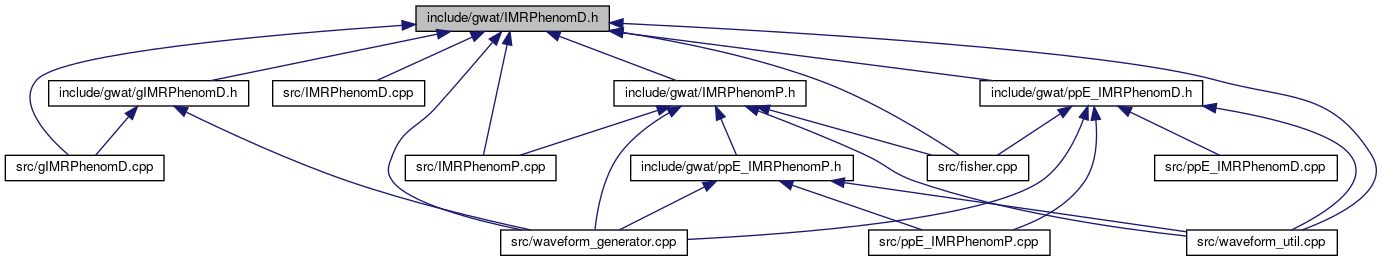 include/gwat/IMRPhenomD.h
include/gwat/gIMRPhenomD.h
src/IMRPhenomD.cpp
include/gwat/IMRPhenomP.h
include/gwat/ppE_IMRPhenomD.h
src/gIMRPhenomD.cpp
src/IMRPhenomP.cpp
include/gwat/ppE_IMRPhenomP.h
src/fisher.cpp
src/ppE_IMRPhenomD.cpp
src/waveform_generator.cpp
src/ppE_IMRPhenomP.cpp
src/waveform_util.cpp